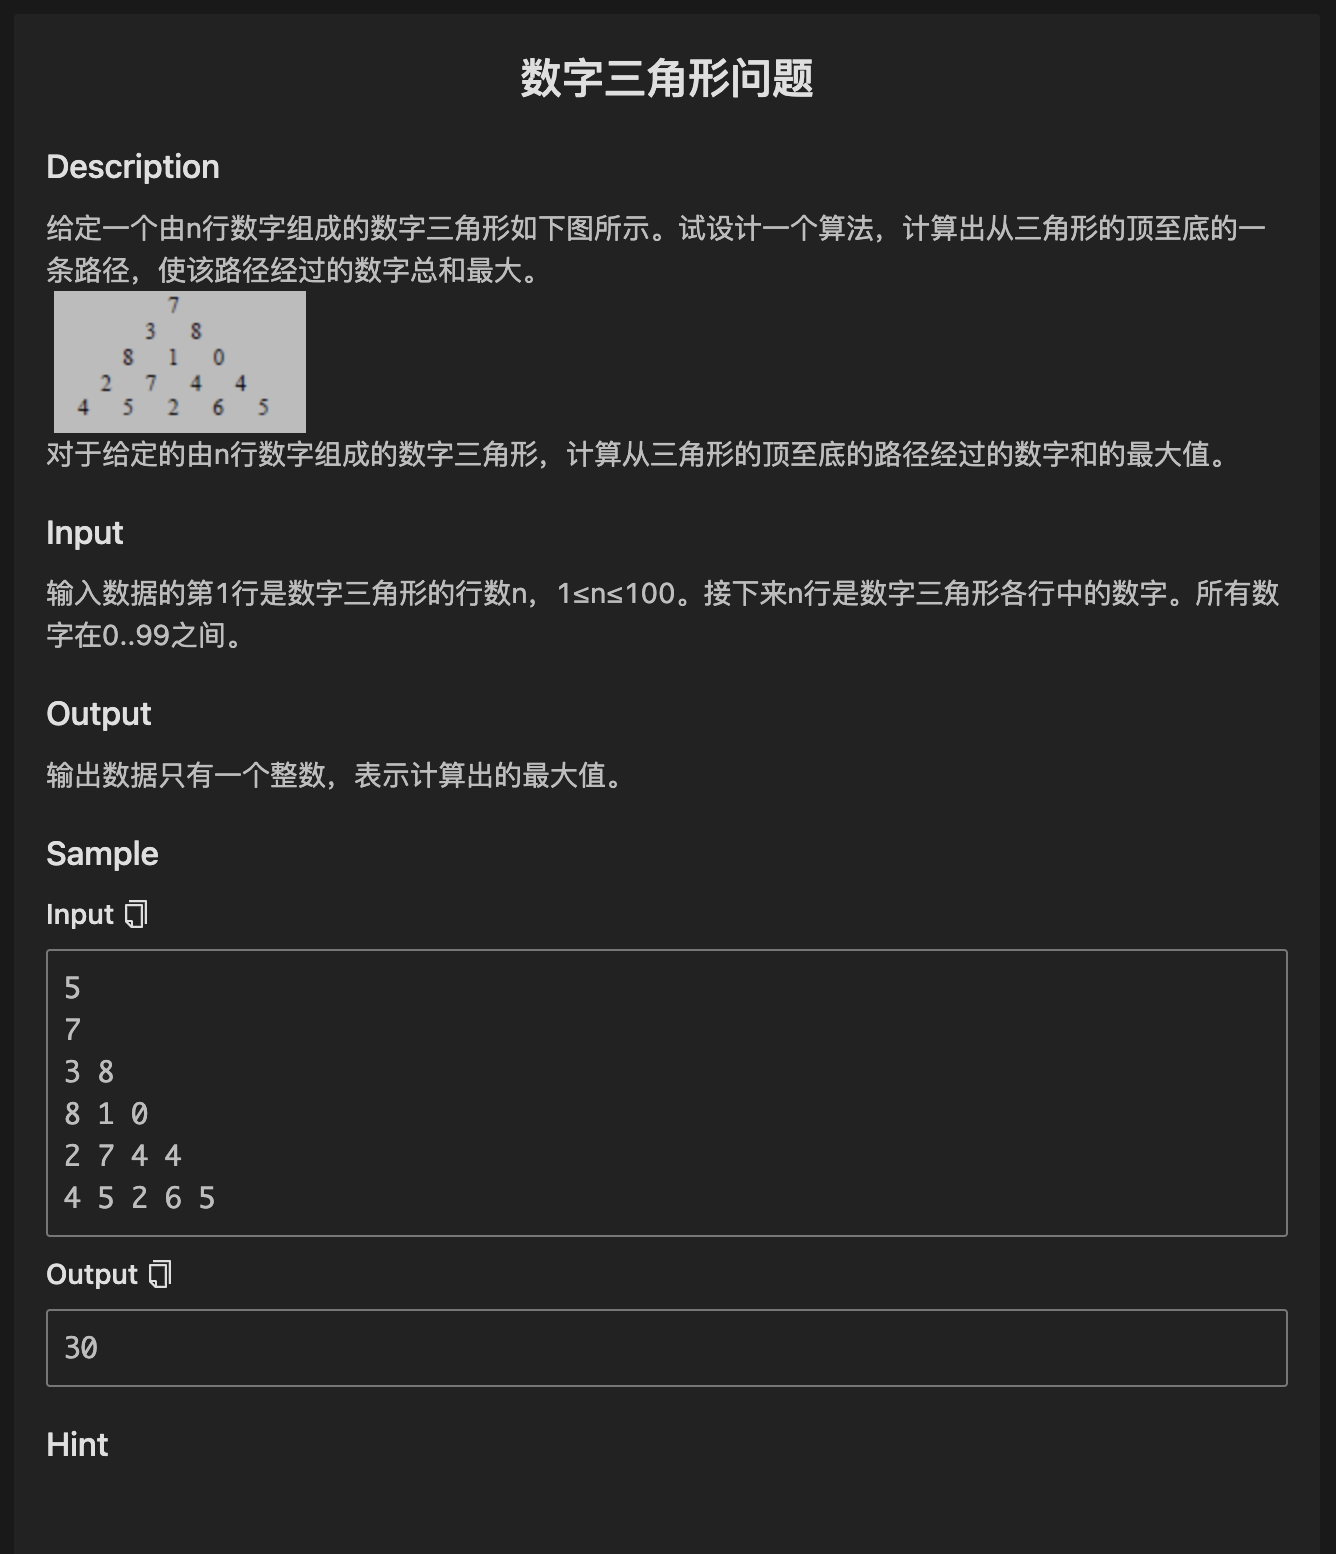 数字三角形问题
Description
给定一个由n行数字组成的数字三角形如下图所示。试设计一个算法，计算出从三角形的顶至底的一
条路径，使该路径经过的数字总和最大。
7
3 8
8 1 0
2 7 4 4
4 5 2 6 5
对于给定的由n行数字组成的数字三角形，计算从三角形的顶至底的路径经过的数字和的最大值。
Input
输入数据的第1行是数字三角形的行数n，1≤n≤100。接下来n行是数字三角形各行中的数字。所有数
字在0..99之间。
Output
输出数据只有一个整数，表示计算出的最大值。
Sample
Input
5
7
3 8
8 1 0
2 7 4 4
4 5 2 6 5
Output
30
Hint